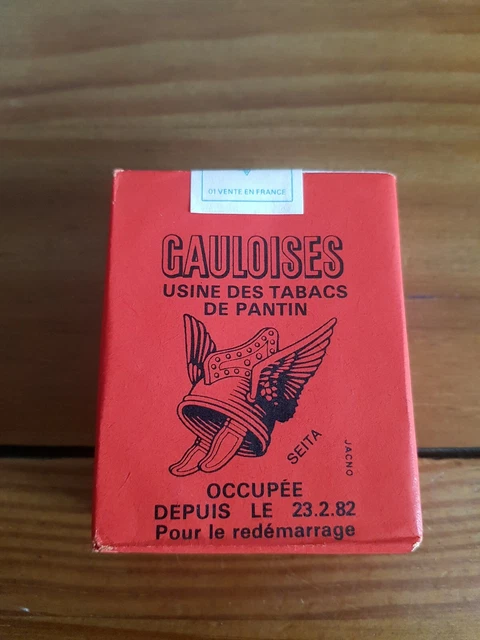 01 VENTE EN FRANCE
GAULOISES
USINE DES TABACS
DE PANTIN
SEITA
JACNO
OCCUPÉE
DEPUIS LE 23.2.82
Pour le redémarrage